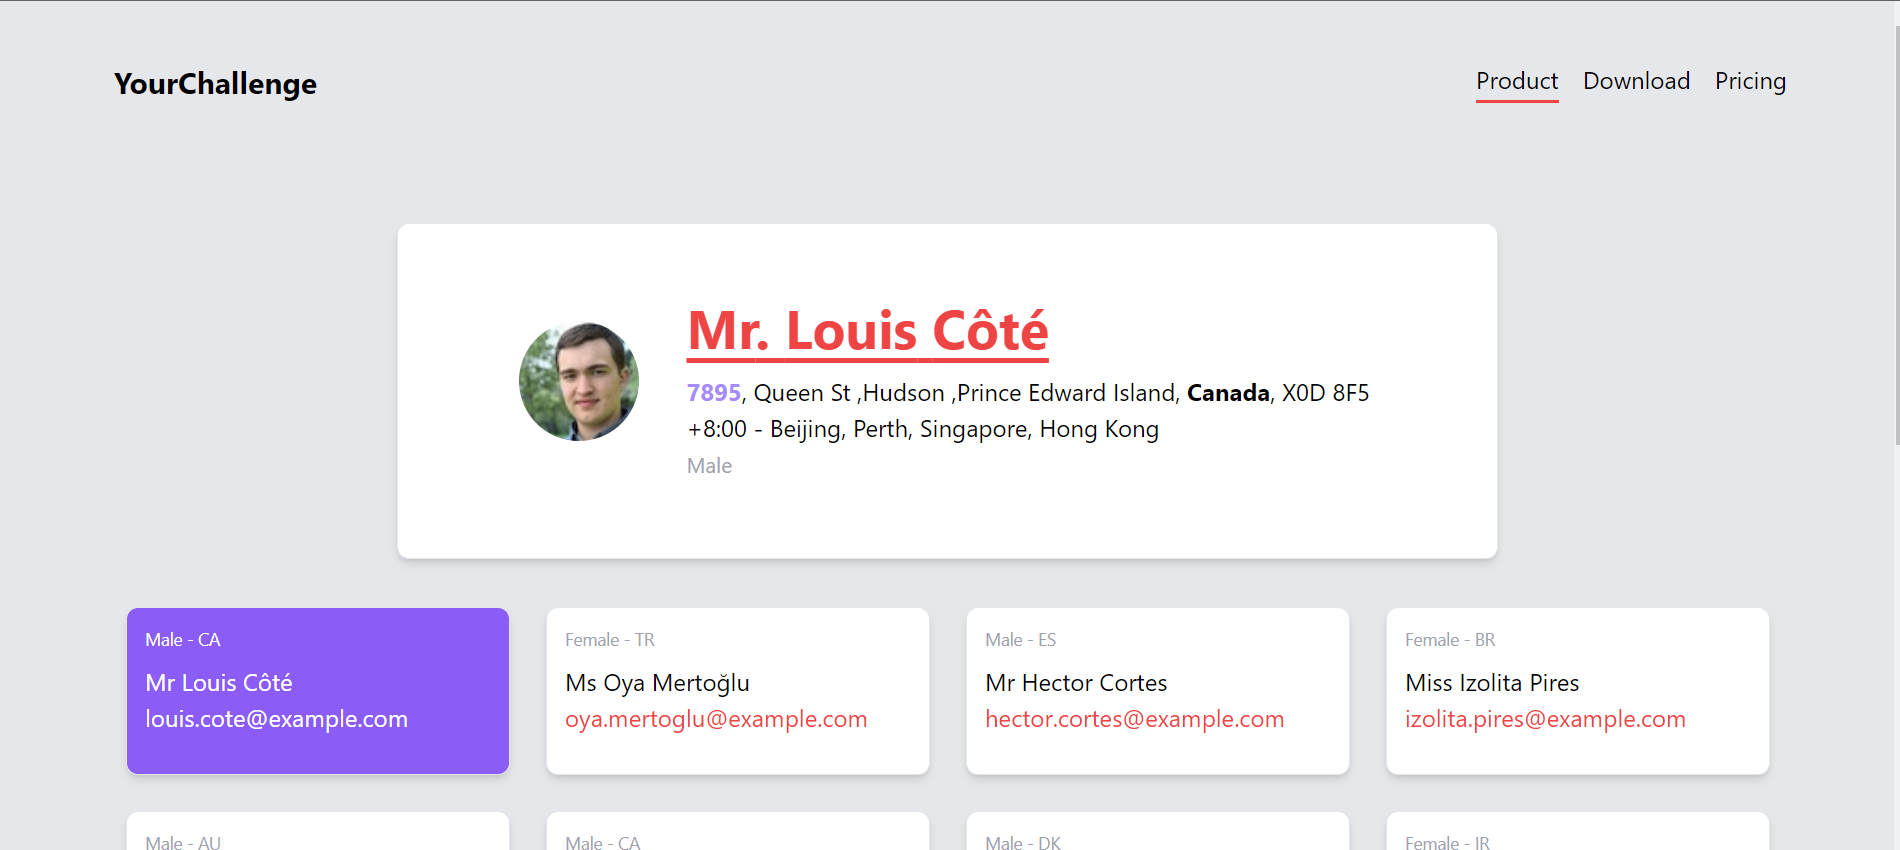 YourChallenge
Product Download Pricing
Mr. Louis Côté
7895, Queen St ,Hudson ,Prince Edward Island, Canada, X0D 8F5
+8:00 - Beijing, Perth, Singapore, Hong Kong
Male
Male - CA
Mr Louis Côté
louis.cote@example.com
Female - TR
Ms Oya Mertoğlu
oya.mertoglu@example.com
Male - ES
Mr Hector Cortes
hector.cortes@example.com
Female - BR
Miss Izolita Pires
izolita.pires@example.com
Male - AU
Male - CA
Male - DK
Female - IR